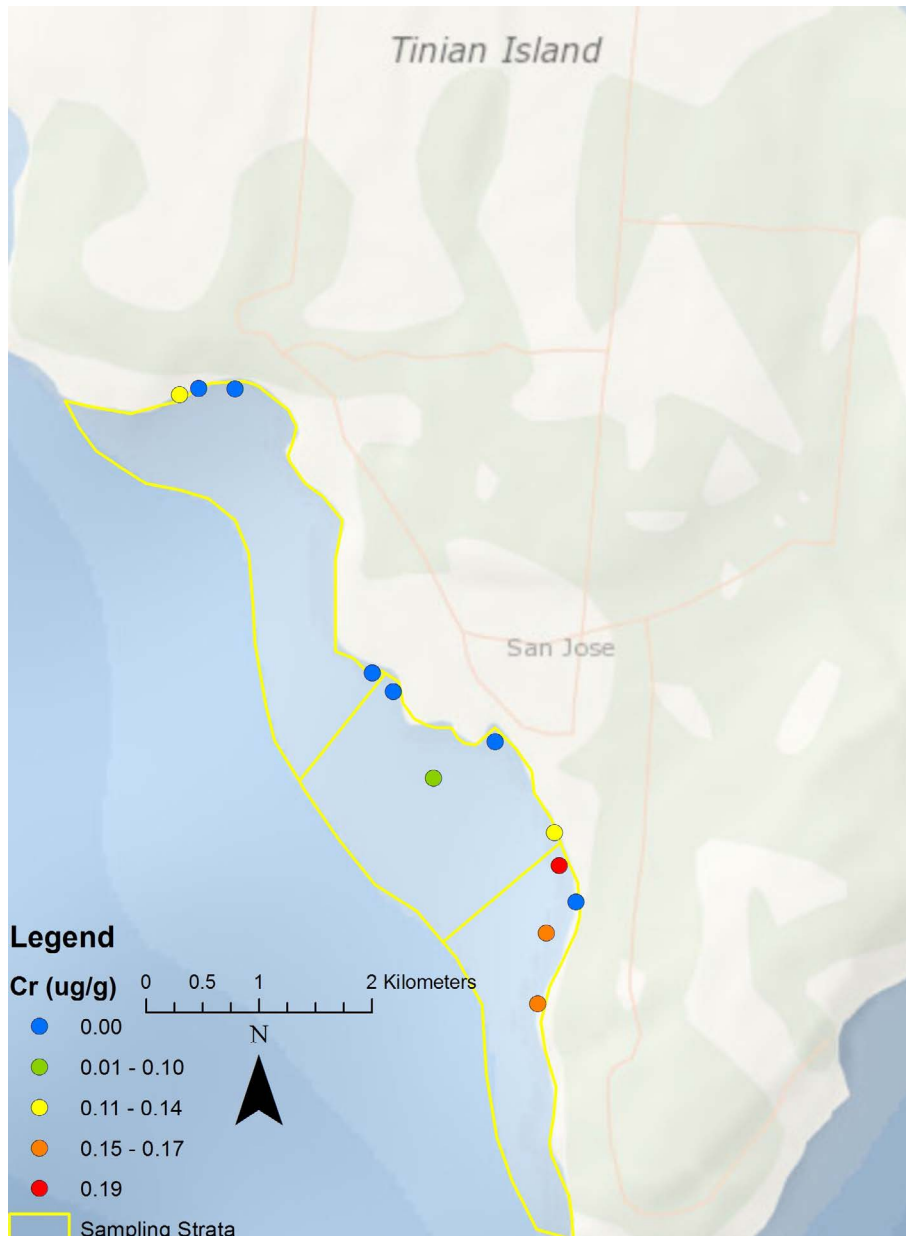 Tinian Island
San Jose
Legend
Cr (ug/g)
0 0.5 1 2 Kilometers
N
0.00
0.01 - 0.10
0.11 - 0.14
0.15 - 0.17
0.19
Sampling Strata